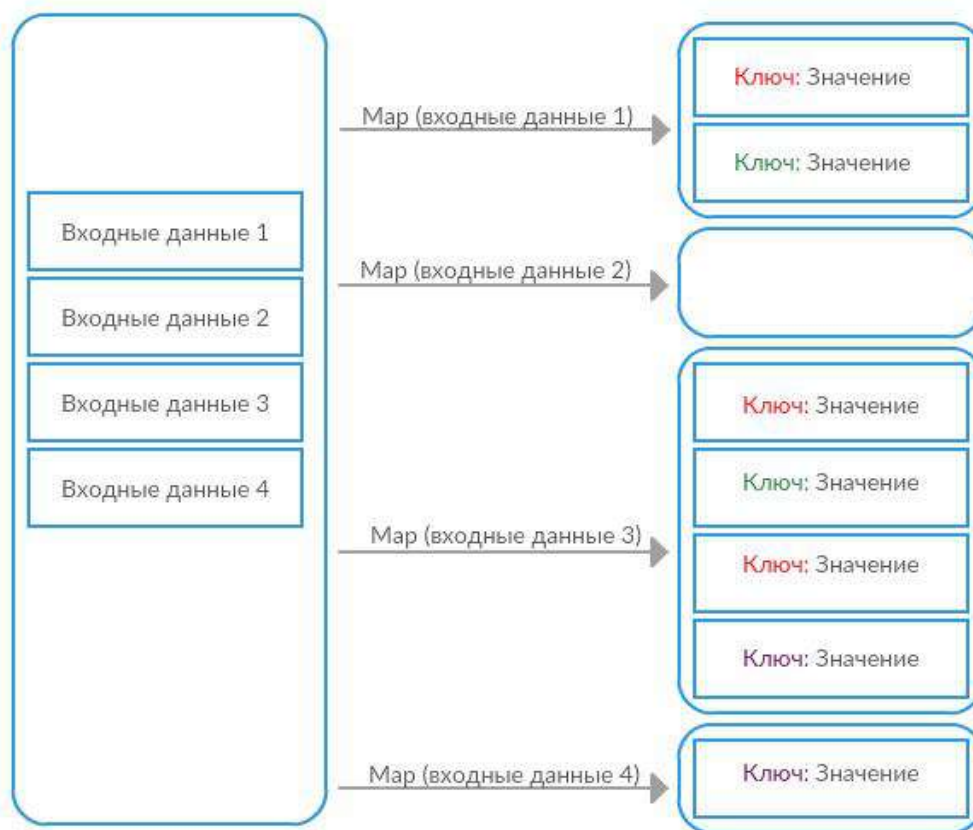 Входные данные 1
Входные данные 2
Входные данные 3
Входные данные 4
Map (входные данные 1)
Map (входные данные 2)
Map (входные данные 3)
Map (входные данные 4)
Ключ: Значение
Ключ: Значение
Ключ: Значение
Ключ: Значение
Ключ: Значение
Ключ: Значение
Ключ: Значение